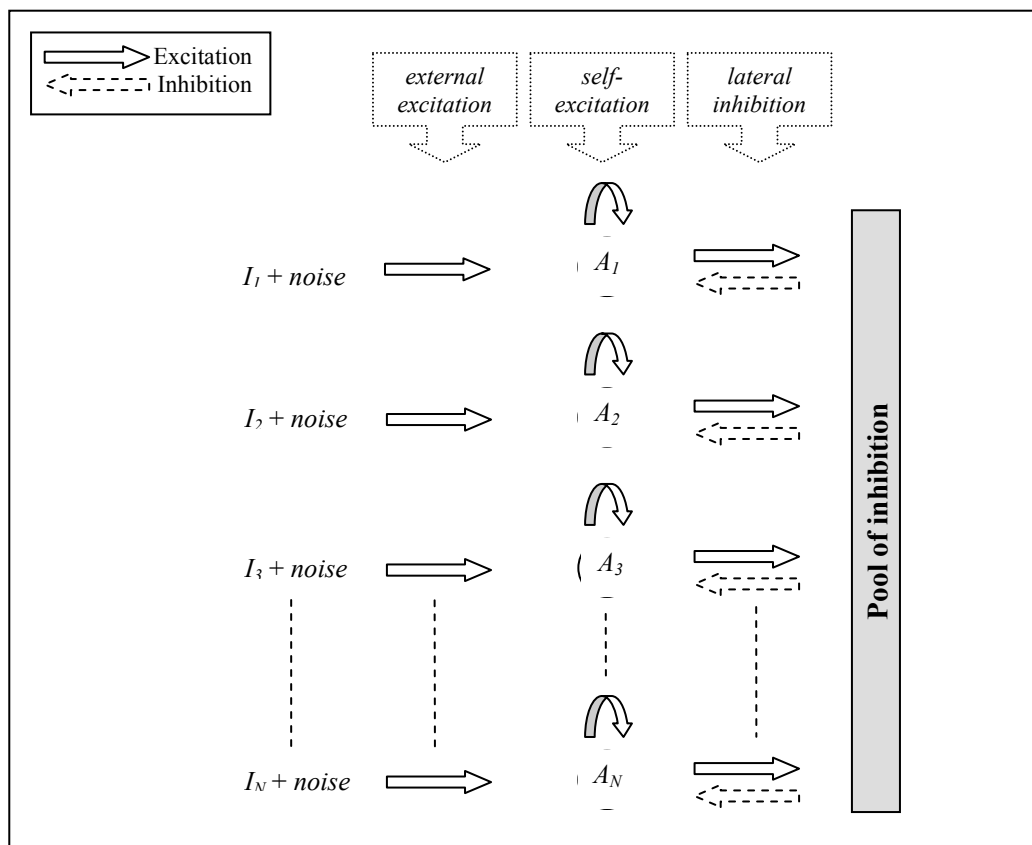 Excitation
Inhibition
external
excitation
self-
excitation
lateral
inhibition
I1 + noise
A1
I2 + noise
A2
I3 + noise
A3
IN + noise
AN
Pool of inhibition